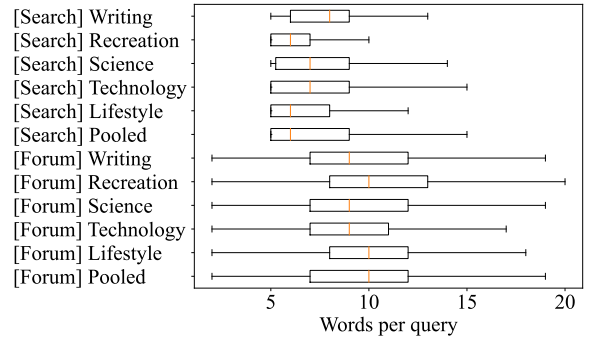 [Search] Writing
[Search] Recreation
[Search] Science
[Search] Technology
[Search] Lifestyle
[Search] Pooled
[Forum] Writing
[Forum] Recreation
[Forum] Science
[Forum] Technology
[Forum] Lifestyle
[Forum] Pooled
5 10 15 20
Words per query